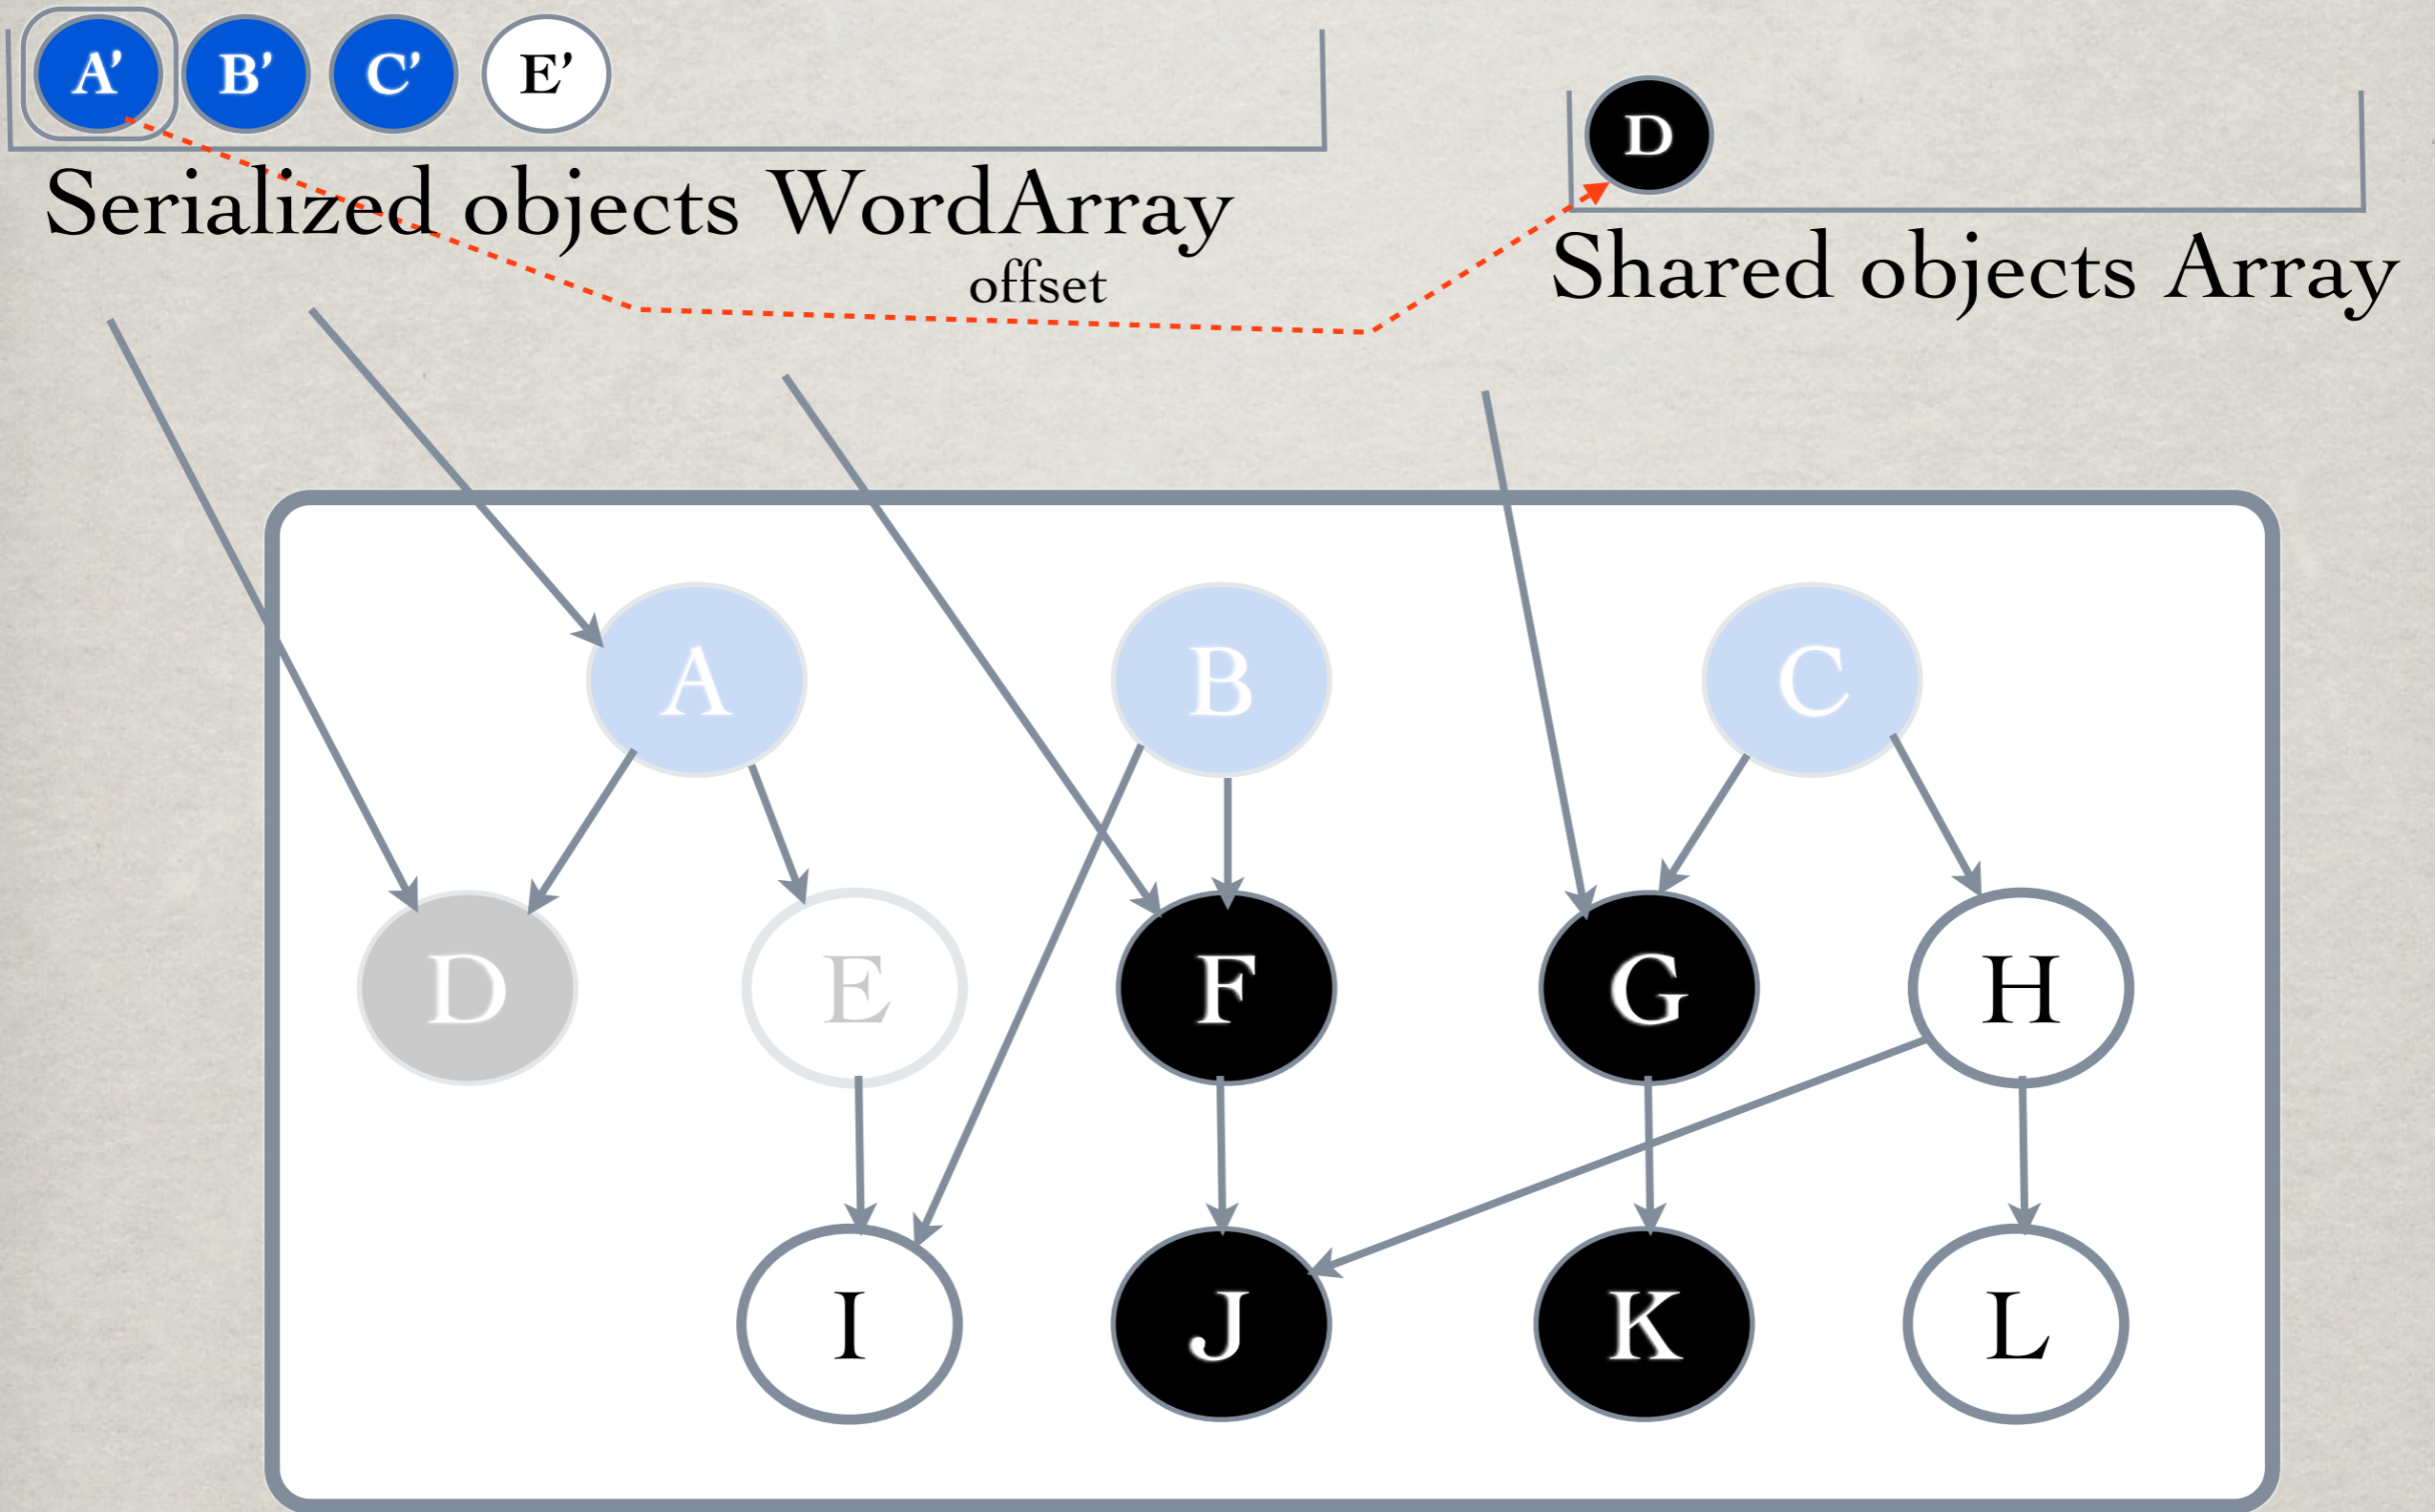 A’ B’ C’ E’
D
Serialized objects WordArray
Shared objects Array
offset
A B C
D E F G H
I J K L